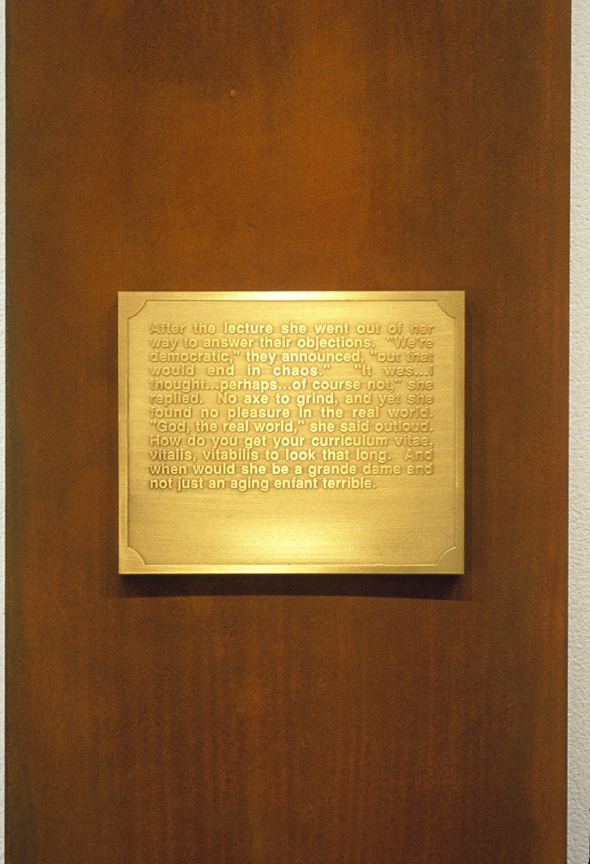 After the lecture she went out of her
way to answer their objections. "We're
democratic," they announced, "but that
would end in chaos." "It was...I
thought...perhaps...of course not," she
replied. No axe to grind, and yet she
found no pleasure in the real world.
"God, the real world," she said outloud.
How do you get your curriculum vitae,
vitalis, vitabilis to look that long. And
when would she be a grande dame and
not just an aging enfant terrible.